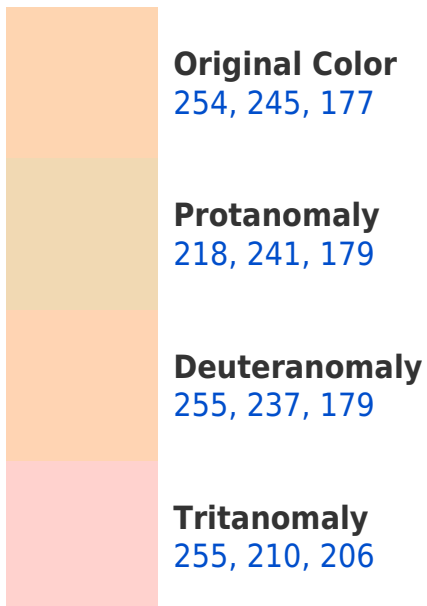 Original Color
254, 245, 177
Protanomaly
218, 241, 179
Deuteranomaly
255, 237, 179
Tritanomaly
255, 210, 206